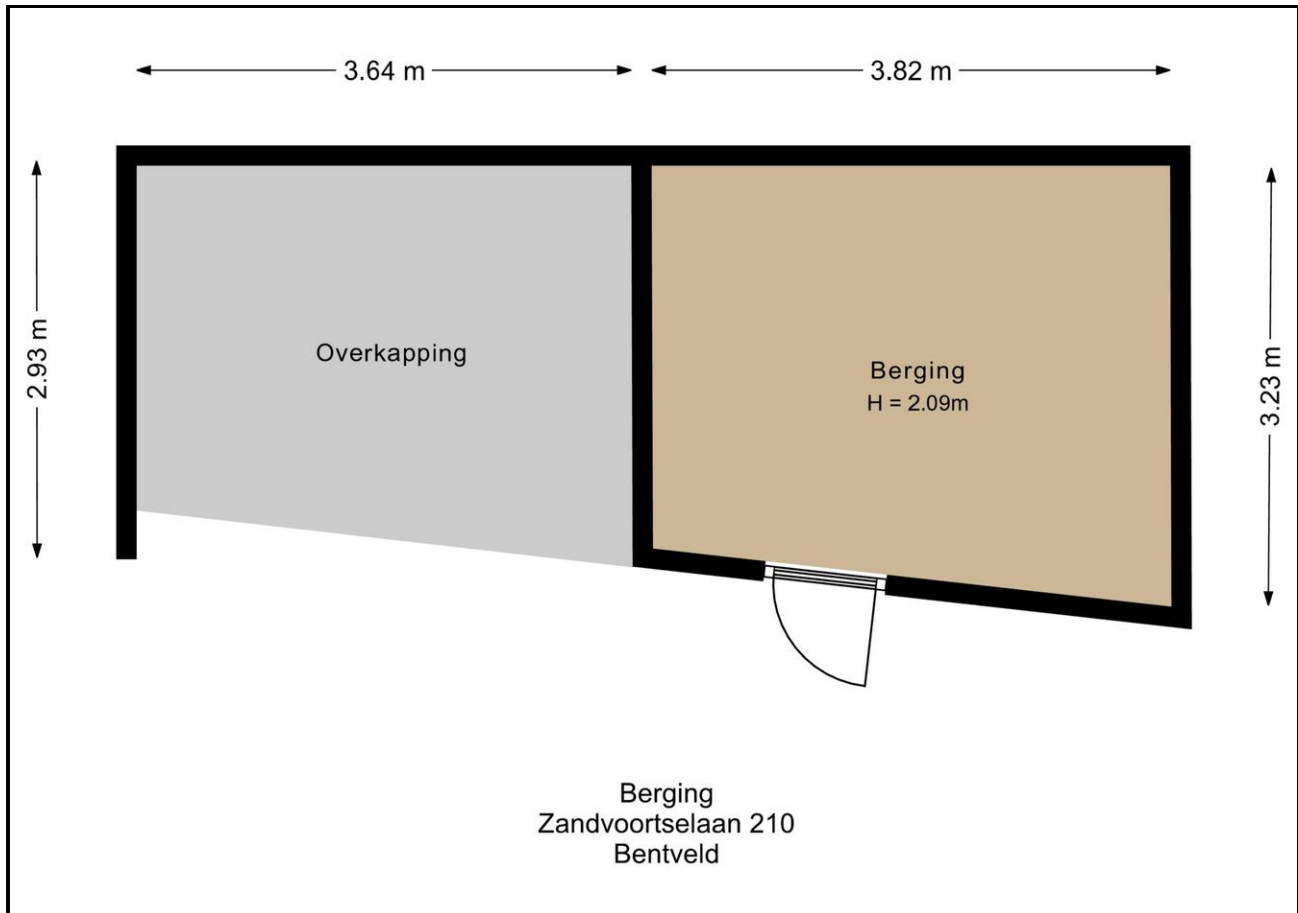 3.64 m
3.82 m
2.93 m
3.23 m
Overkapping
Berging
H = 2.09m
Berging
Zandvoortselaan 210
Bentveld